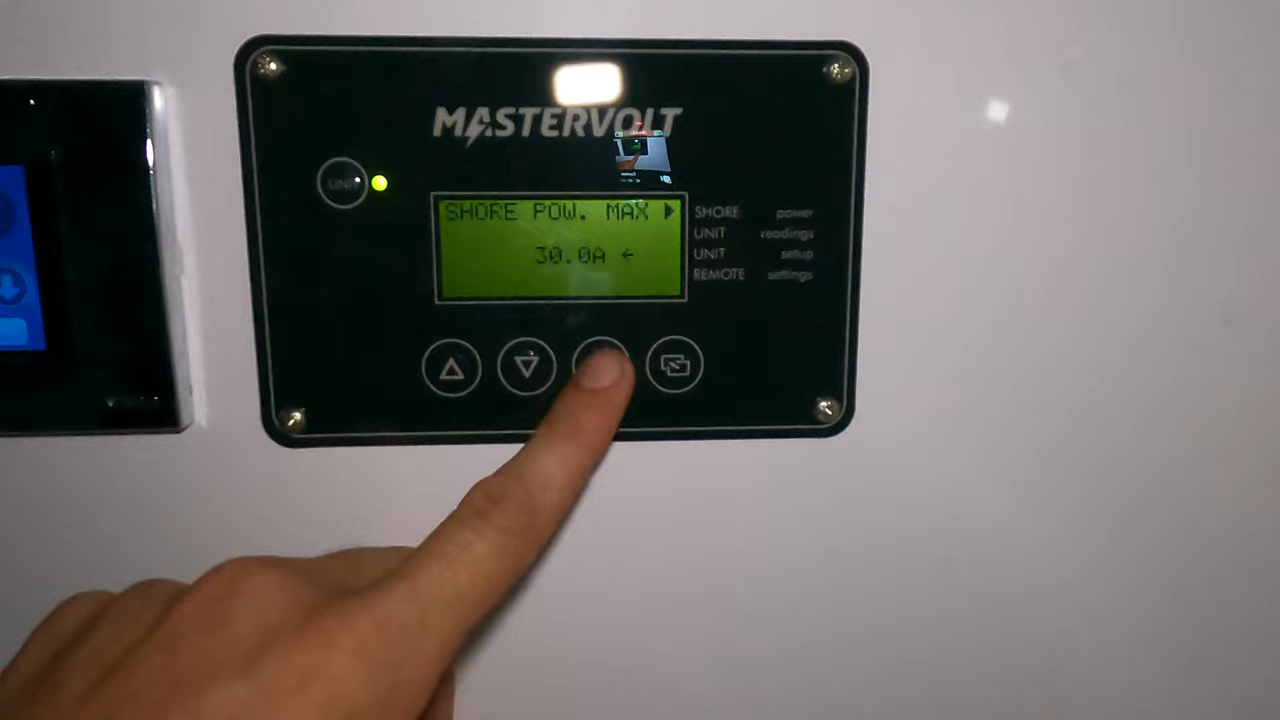 MASTERVOLT
UNIT
SHORE POW. MAX
30.0A ←
SHORE power
UNIT readings
UNIT setup
REMOTE settings